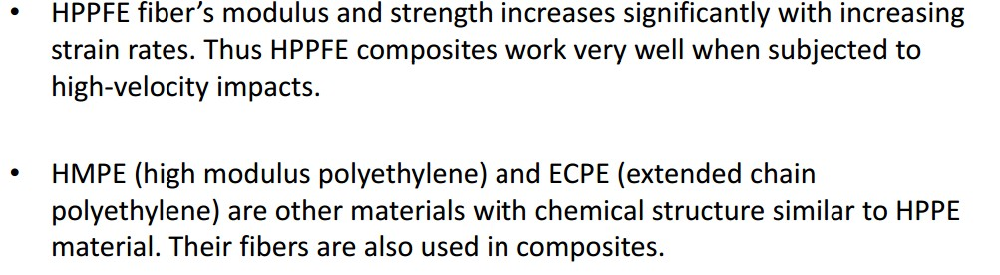 • HPPFE fiber's modulus and strength increases significantly with increasing
strain rates. Thus HPPFE composites work very well when subjected to
high-velocity impacts.
• HMPE (high modulus polyethylene) and ECPE (extended chain
polyethylene) are other materials with chemical structure similar to HPPE
material. Their fibers are also used in composites.